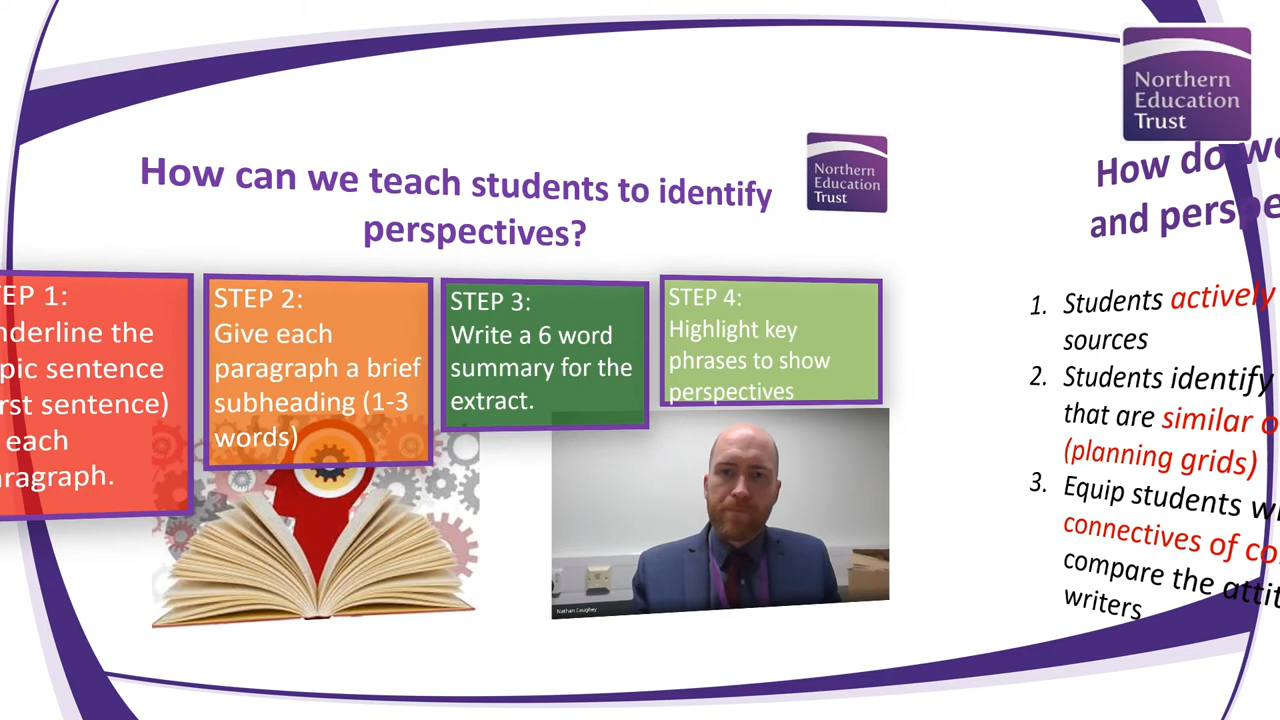 Northern
Education
Trust
How can we teach students to identify
perspectives?
Northern
Education
Trust
EP 1:
nderline the
pic sentence
rst sentence)
each
ragraph.
STEP 2:
Give each
paragraph a brief
subheading (1-3
words)
STEP 3:
Write a 6 word
summary for the
extract.
STEP 4:
Highlight key
phrases to show
perspectives
Nathan Caughey
How do we
and perspe
1. Students actively
sources
2. Students identify
that are similar o
(planning grids)
3. Equip students wi
connectives of co
compare the attit
writers